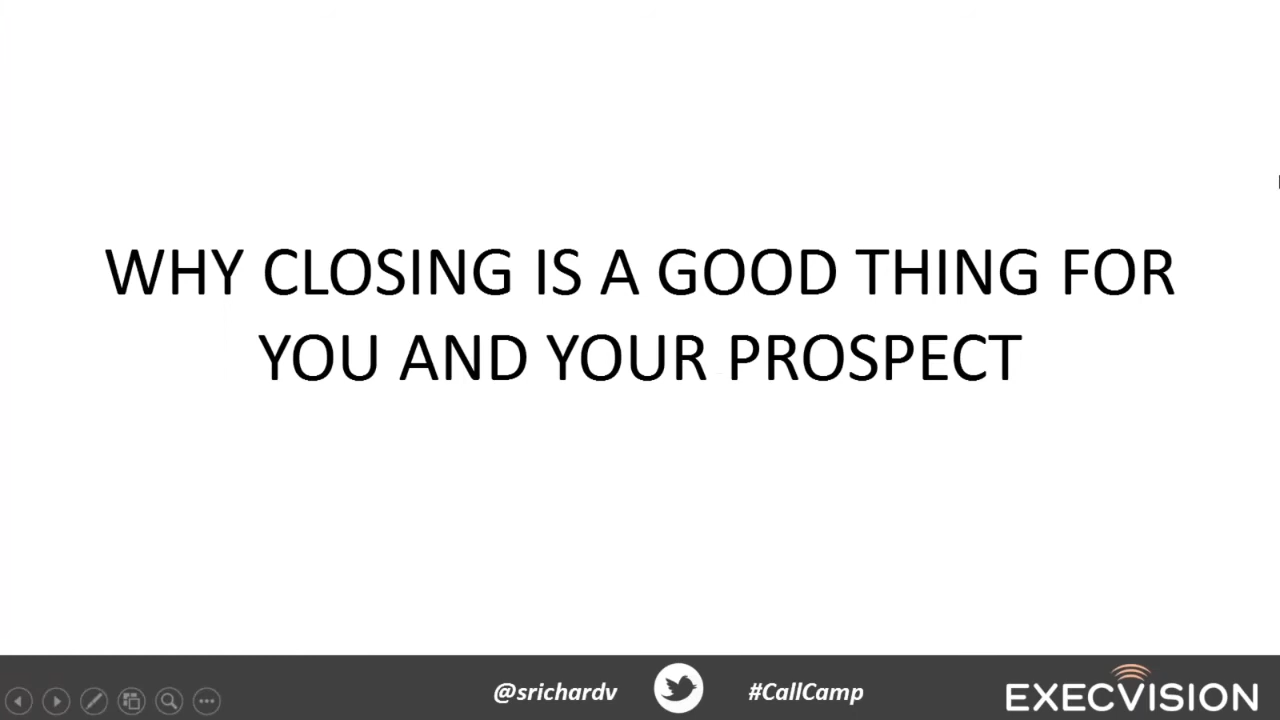 WHY CLOSING IS A GOOD THING FOR
YOU AND YOUR PROSPECT
@srichardv
#CallCamp
EXECVISION